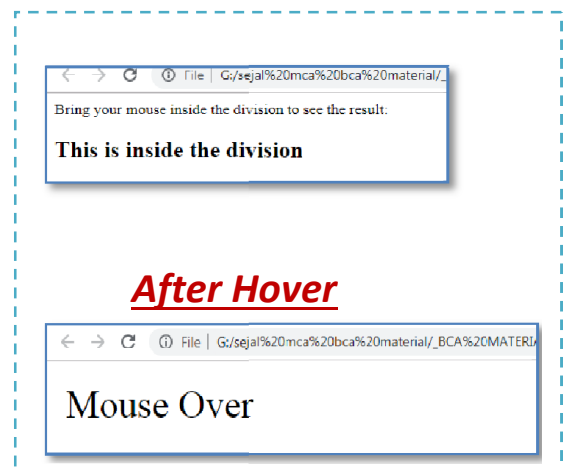 File | G:/sejal%20mca%20bca%20material/_
Bring your mouse inside the division to see the result:
This is inside the division
After Hover
File | G:/sejal%20mca%20bca%20material/_BCA%20MATERI
Mouse Over